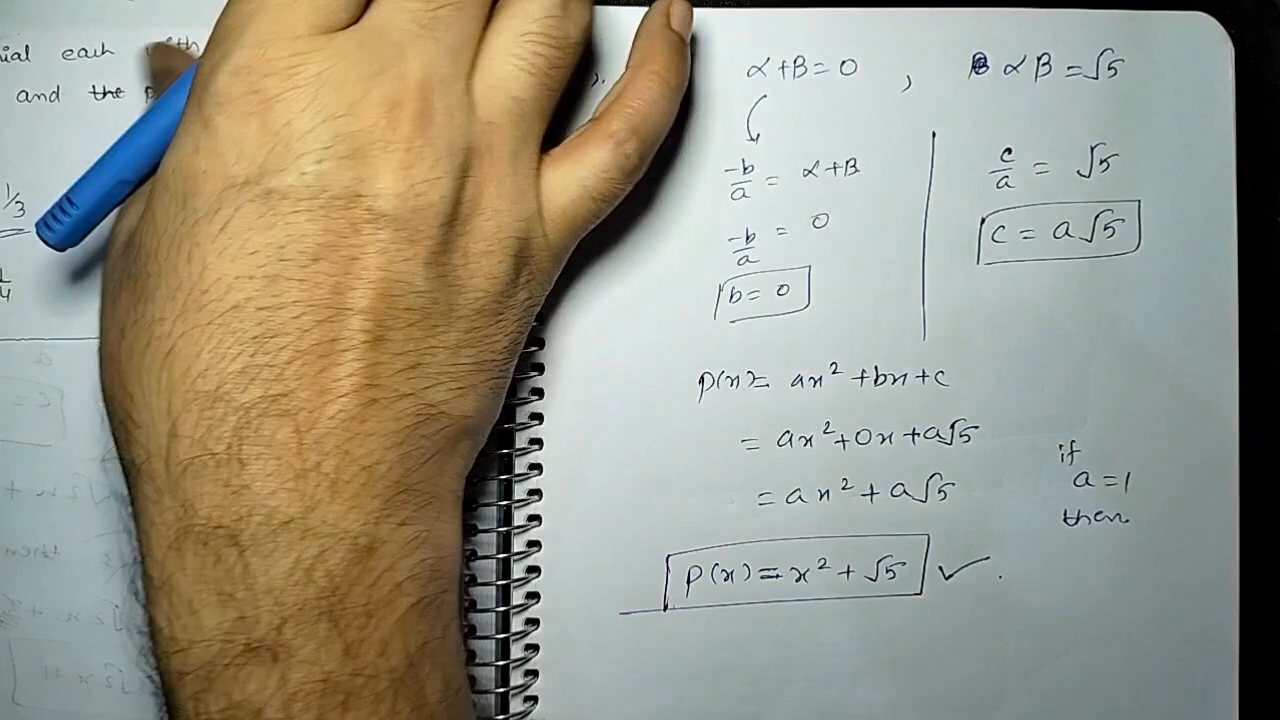 each with
and the
1/3
α+β=0 , αβ=√5
-b/a = α+β
-b/a = 0
b=0
c/a = √5
c = a√5
p(x)= ax²+bx+c
= ax²+0x+a√5
= ax²+a√5
if
a=1
then
p(x)=x²+√5 ✓.